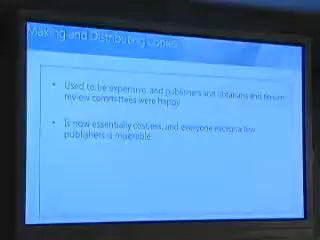 Making and Distributing Copies
• Used to be expensive, and publishers and librarians and tenure
review committees were happy
• Is now essentially costless, and everyone except a few
publishers is miserable.